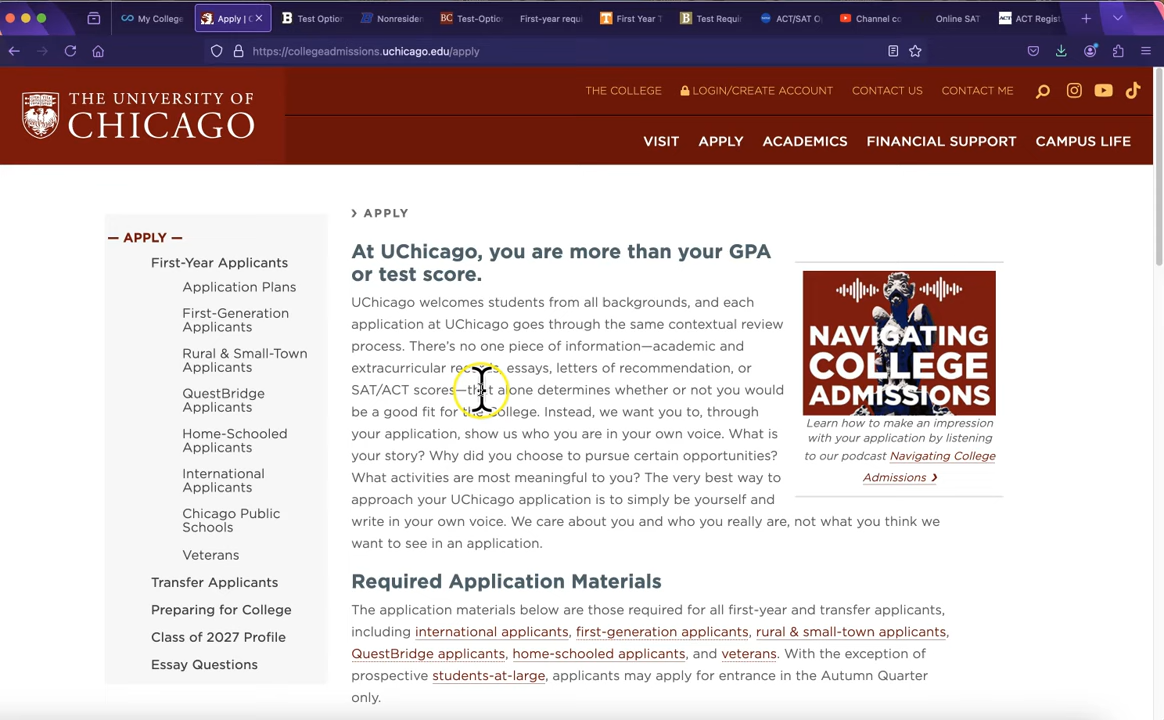 My College
Apply | C
Test Option
Nonresiden
Test-Option
First-year requi
First Year T
Test Requir
ACT/SAT O
Channel co
Online SAT
ACT Regist
https://collegeadmissions.uchicago.edu/apply
THE COLLEGE
LOGIN/CREATE ACCOUNT
CONTACT US
CONTACT ME
THE UNIVERSITY OF
CHICAGO
VISIT
APPLY
ACADEMICS
FINANCIAL SUPPORT
CAMPUS LIFE
— APPLY —
First-Year Applicants
Application Plans
First-Generation
Applicants
Rural & Small-Town
Applicants
QuestBridge
Applicants
Home-Schooled
Applicants
International
Applicants
Chicago Public
Schools
Veterans
Transfer Applicants
Preparing for College
Class of 2027 Profile
Essay Questions
> APPLY
At UChicago, you are more than your GPA
or test score.
UChicago welcomes students from all backgrounds, and each
application at UChicago goes through the same contextual review
process. There's no one piece of information—academic and
extracurricular records, essays, letters of recommendation, or
SAT/ACT scores—that alone determines whether or not you would
be a good fit for the College. Instead, we want you to, through
your application, show us who you are in your own voice. What is
your story? Why did you choose to pursue certain opportunities?
What activities are most meaningful to you? The very best way to
approach your UChicago application is to simply be yourself and
write in your own voice. We care about you and who you really are, not what you think we
want to see in an application.
NAVIGATING
COLLEGE
ADMISSIONS
Learn how to make an impression
with your application by listening
to our podcast Navigating College
Admissions ❯
Required Application Materials
The application materials below are those required for all first-year and transfer applicants,
including international applicants, first-generation applicants, rural & small-town applicants,
QuestBridge applicants, home-schooled applicants, and veterans. With the exception of
prospective students-at-large, applicants may apply for entrance in the Autumn Quarter
only.